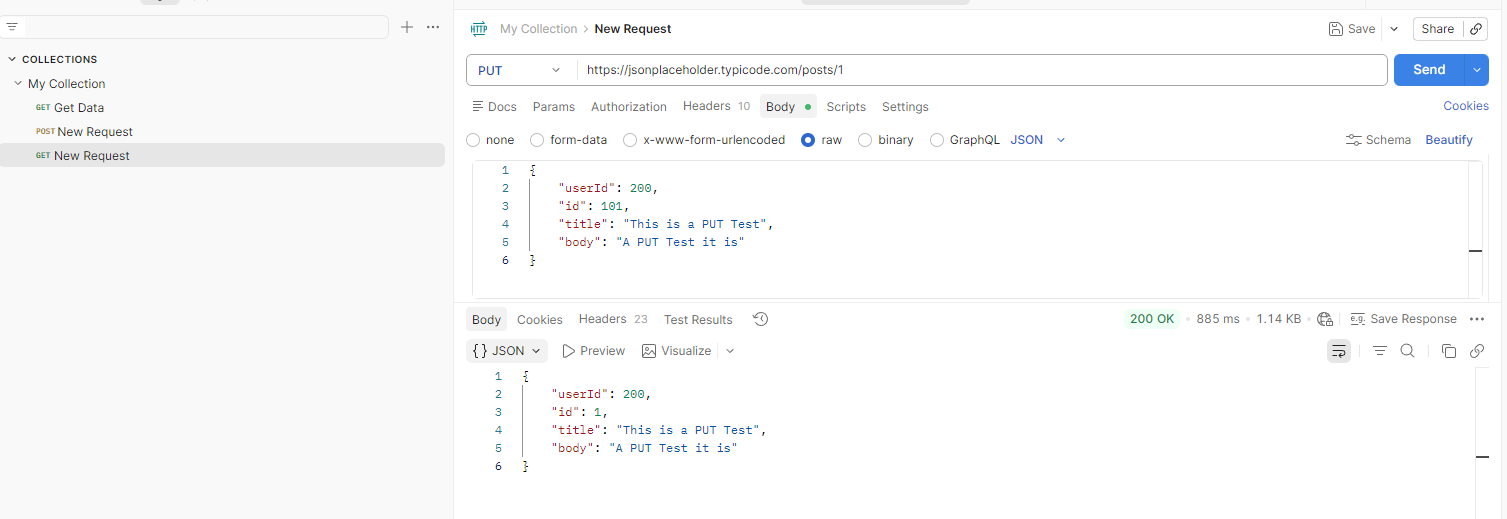 HTTP My Collection > New Request Save Share
COLLECTIONS
My Collection
GET Get Data
POST New Request
GET New Request
PUT https://jsonplaceholder.typicode.com/posts/1 Send
Docs Params Authorization Headers 10 Body Scripts Settings Cookies
none form-data x-www-form-urlencoded raw binary GraphQL JSON Schema Beautify
1 {
2 "userId": 200,
3 "id": 101,
4 "title": "This is a PUT Test",
5 "body": "A PUT Test it is"
6 }
Body Cookies Headers 23 Test Results 200 OK 885 ms 1.14 KB e.g. Save Response
{} JSON Preview Visualize
1 {
2 "userId": 200,
3 "id": 1,
4 "title": "This is a PUT Test",
5 "body": "A PUT Test it is"
6 }